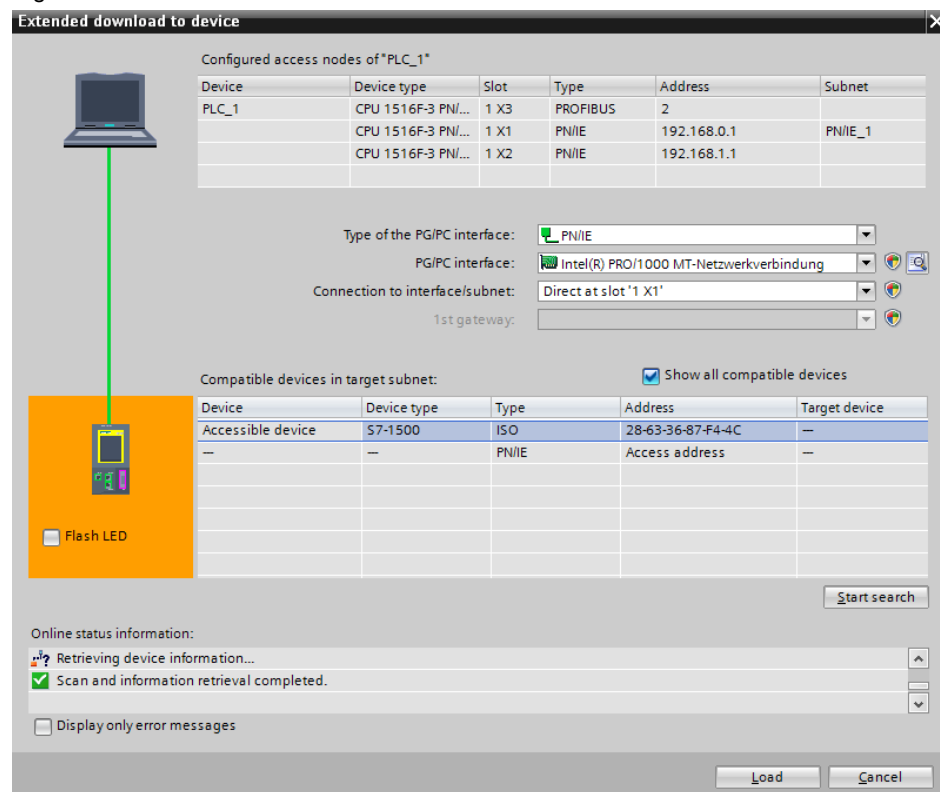 Extended download to device
Configured access nodes of "PLC_1"
Device Device type Slot Type Address Subnet
PLC_1 CPU 1516F-3 PN/... 1 X3 PROFIBUS 2
CPU 1516F-3 PN/... 1 X1 PN/IE 192.168.0.1 PN/IE_1
CPU 1516F-3 PN/... 1 X2 PN/IE 192.168.1.1
Type of the PG/PC interface: PN/IE
PG/PC interface: Intel(R) PRO/1000 MT-Netzwerkverbindung
Connection to interface/subnet: Direct at slot '1 X1'
1st gateway:
Compatible devices in target subnet: Show all compatible devices
Device Device type Type Address Target device
Accessible device S7-1500 ISO 28-63-36-87-F4-4C —
— — PN/IE Access address —
Flash LED
Start search
Online status information:
Retrieving device information...
Scan and information retrieval completed.
Display only error messages
Load Cancel